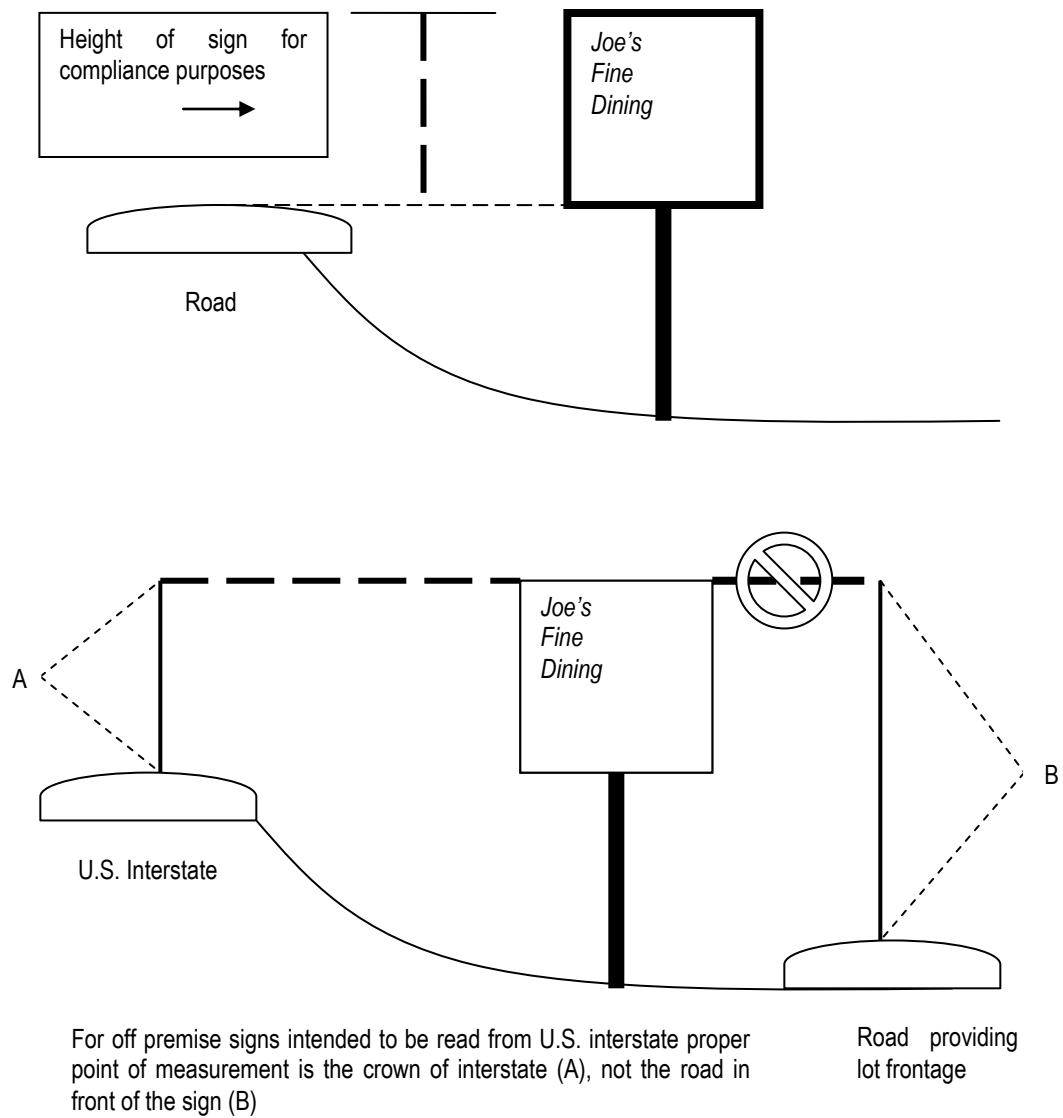 Height of sign for
compliance purposes
Joe's
Fine
Dining
Road
Joe's
Fine
Dining
A
B
U.S. Interstate
For off premise signs intended to be read from U.S. interstate proper
point of measurement is the crown of interstate (A), not the road in
front of the sign (B)
Road providing
lot frontage